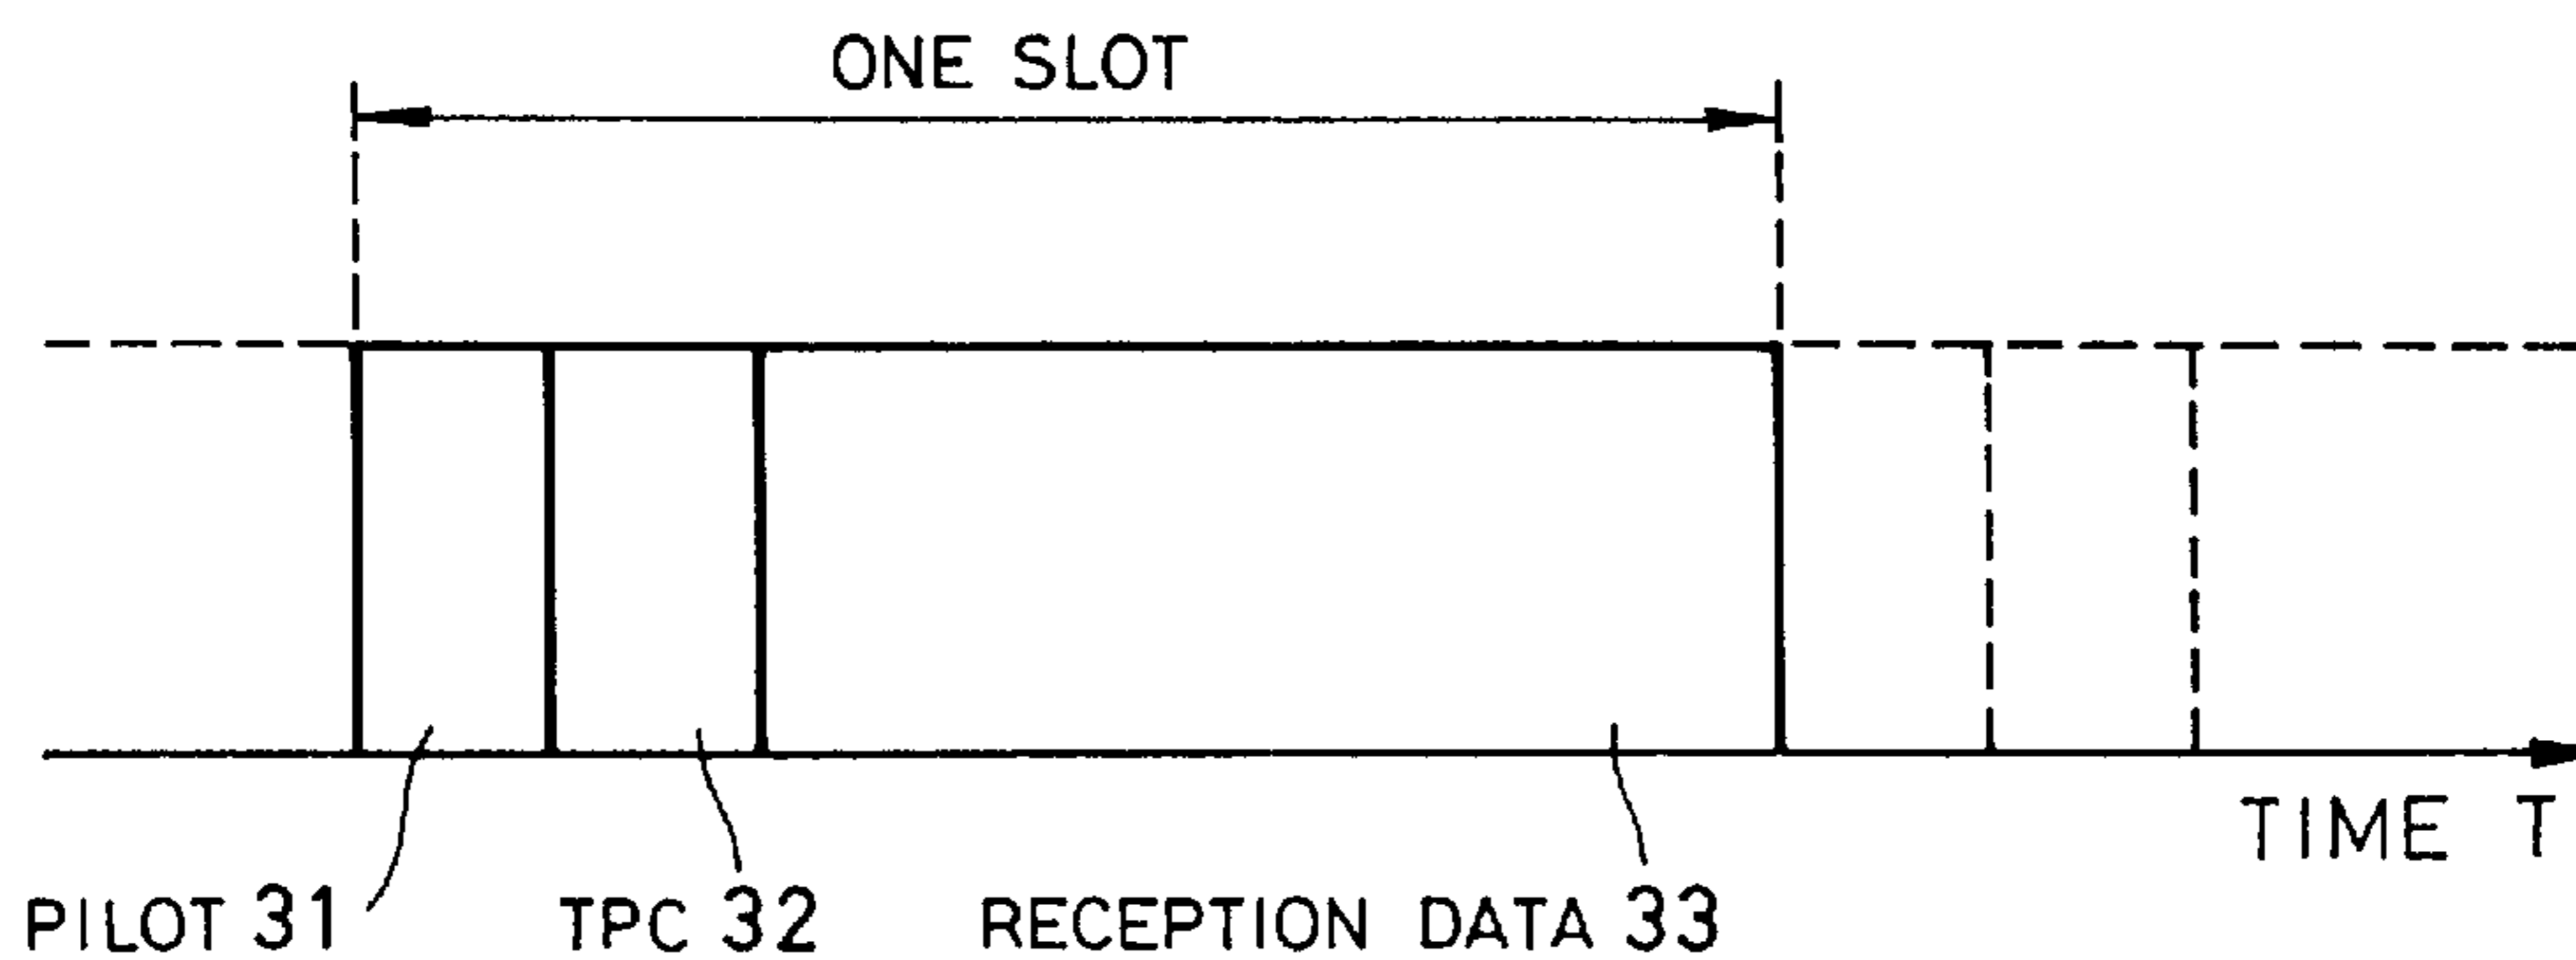 ONE SLOT
TIME T
PILOT 31
TPC 32
RECEPTION DATA 33